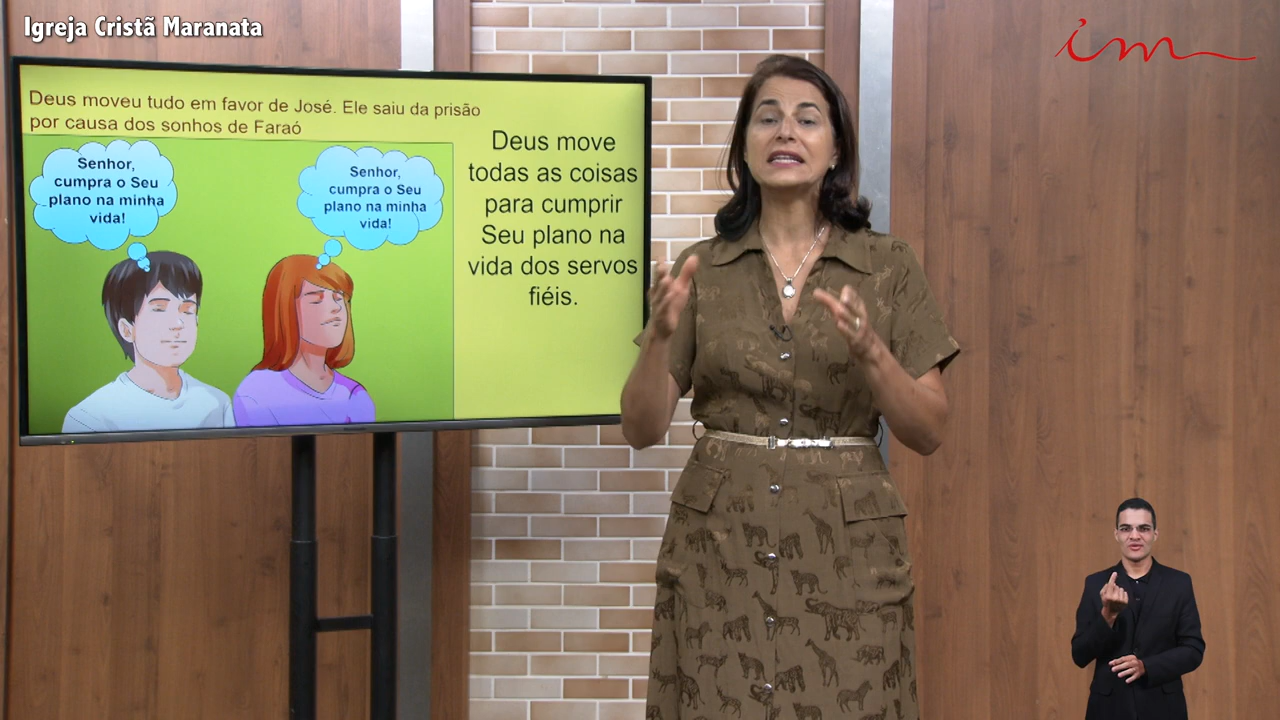 Igreja Cristã Maranata
im
Deus moveu tudo em favor de José. Ele saiu da prisão
por causa dos sonhos de Faraó
Senhor,
cumpra o Seu
plano na minha
vida!
Senhor,
cumpra o Seu
plano na minha
vida!
Deus move
todas as coisas
para cumprir
Seu plano na
vida dos servos
fiéis.